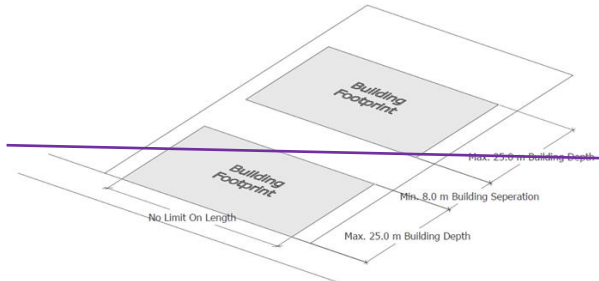 Building
Footprint
Max. 25.0 m Building Depth
Building
Footprint
Min. 8.0 m Building Seperation
No Limit On Length
Max. 25.0 m Building Depth